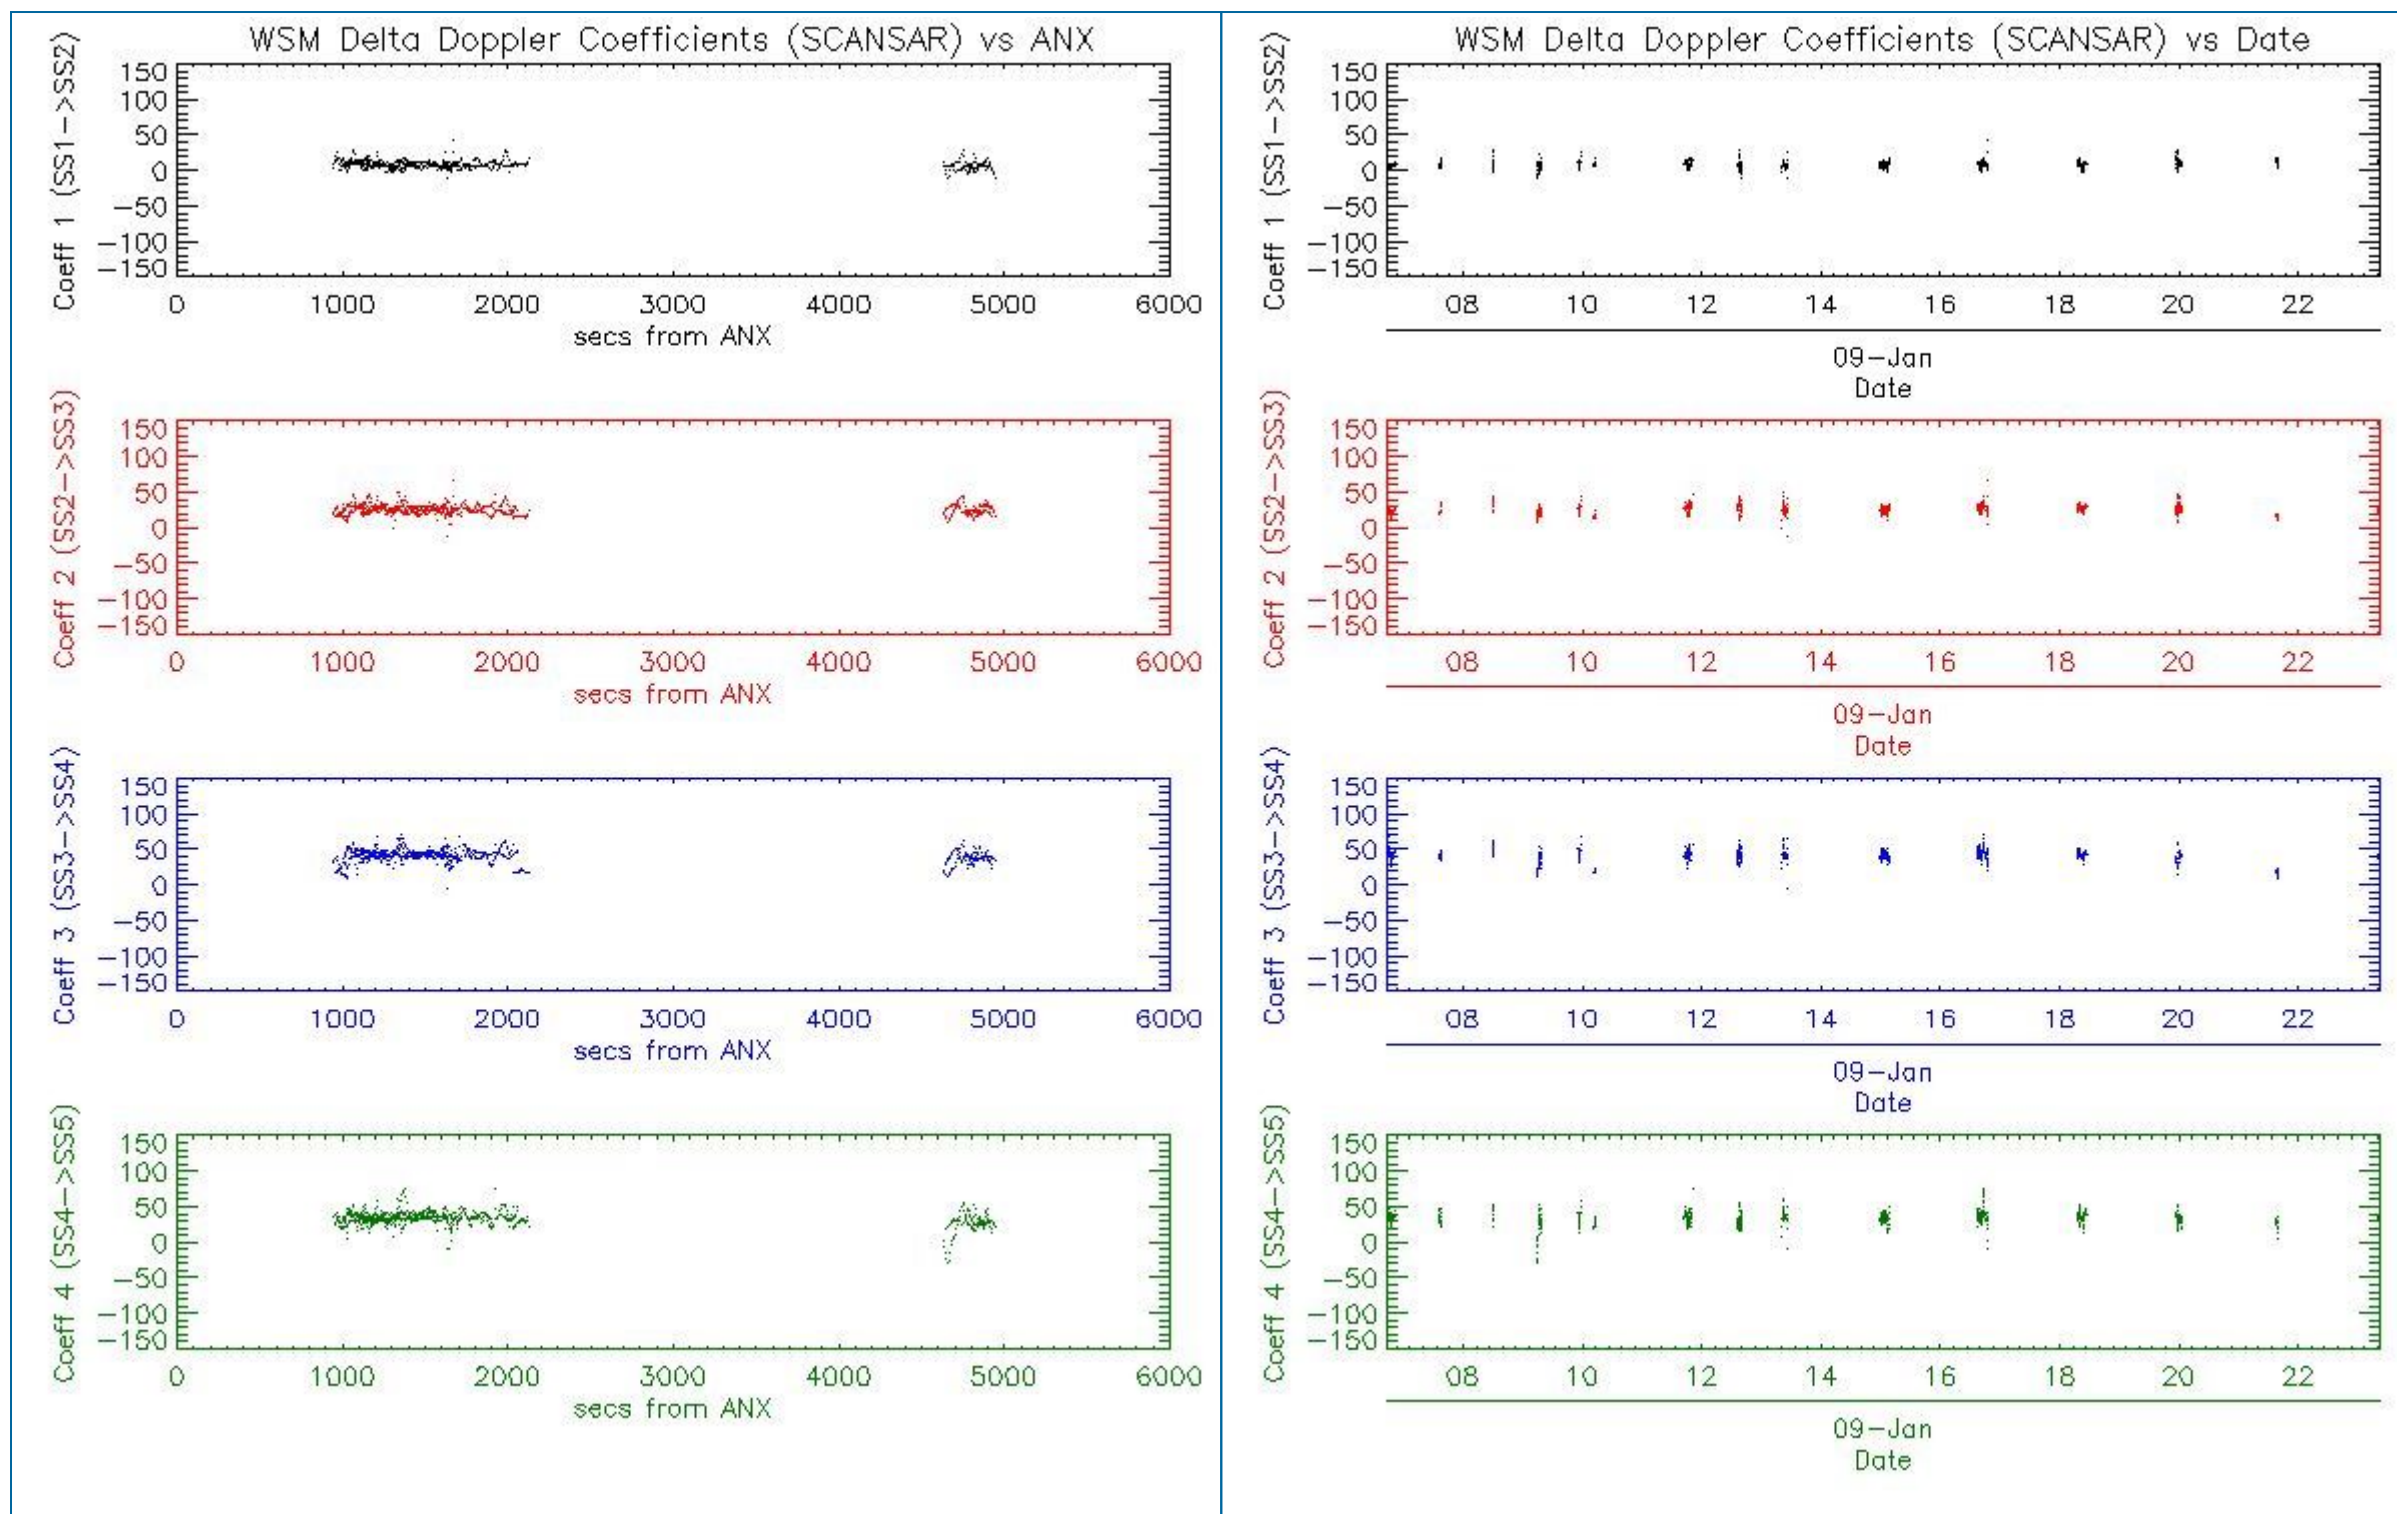 WSM Delta Doppler Coefficients (SCANSAR) vs ANX
Coeff 1 (SS1->SS2)
150
100
50
0
-50
-100
-150
0 1000 2000 3000 4000 5000 6000
secs from ANX
Coeff 2 (SS2->SS3)
150
100
50
0
-50
-100
-150
0 1000 2000 3000 4000 5000 6000
secs from ANX
Coeff 3 (SS3->SS4)
150
100
50
0
-50
-100
-150
0 1000 2000 3000 4000 5000 6000
secs from ANX
Coeff 4 (SS4->SS5)
150
100
50
0
-50
-100
-150
0 1000 2000 3000 4000 5000 6000
secs from ANX
WSM Delta Doppler Coefficients (SCANSAR) vs Date
Coeff 1 (SS1->SS2)
150
100
50
0
-50
-100
-150
08 10 12 14 16 18 20 22
09-Jan
Date
Coeff 2 (SS2->SS3)
150
100
50
0
-50
-100
-150
08 10 12 14 16 18 20 22
09-Jan
Date
Coeff 3 (SS3->SS4)
150
100
50
0
-50
-100
-150
08 10 12 14 16 18 20 22
09-Jan
Date
Coeff 4 (SS4->SS5)
150
100
50
0
-50
-100
-150
08 10 12 14 16 18 20 22
09-Jan
Date